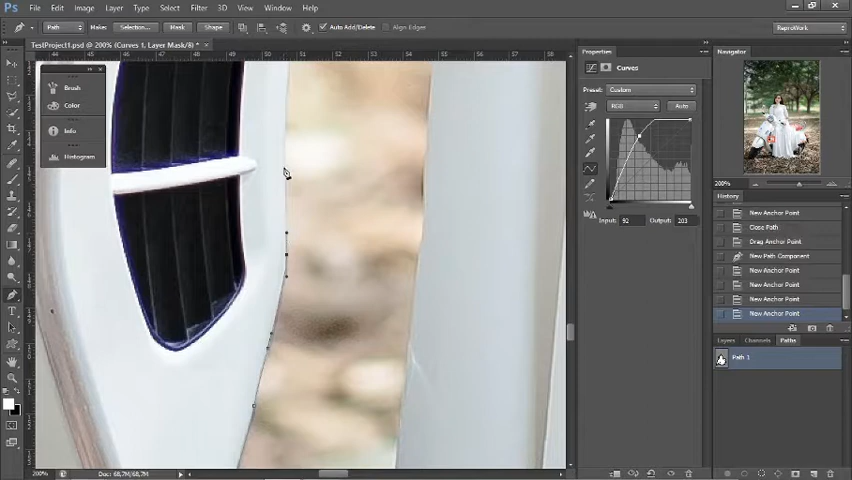 Ps File Edit Image Layer Type Select Filter 3D View Window Help
Path Make: Selection... Mask Shape Auto Add/Delete Align Edges RaprotWork
TestProject1.psd @ 200% (Curves 1, Layer Mask/8) * ×
Brush
Color
Info
Histogram
Properties
Curves
Preset: Custom
RGB Auto
Input: 92 Output: 203
Navigator
200%
History
New Anchor Point
Close Path
Drag Anchor Point
New Path Component
New Anchor Point
New Anchor Point
New Anchor Point
New Anchor Point
Layers Channels Paths
Path 1
200% Doc: 68,7M/68,7M